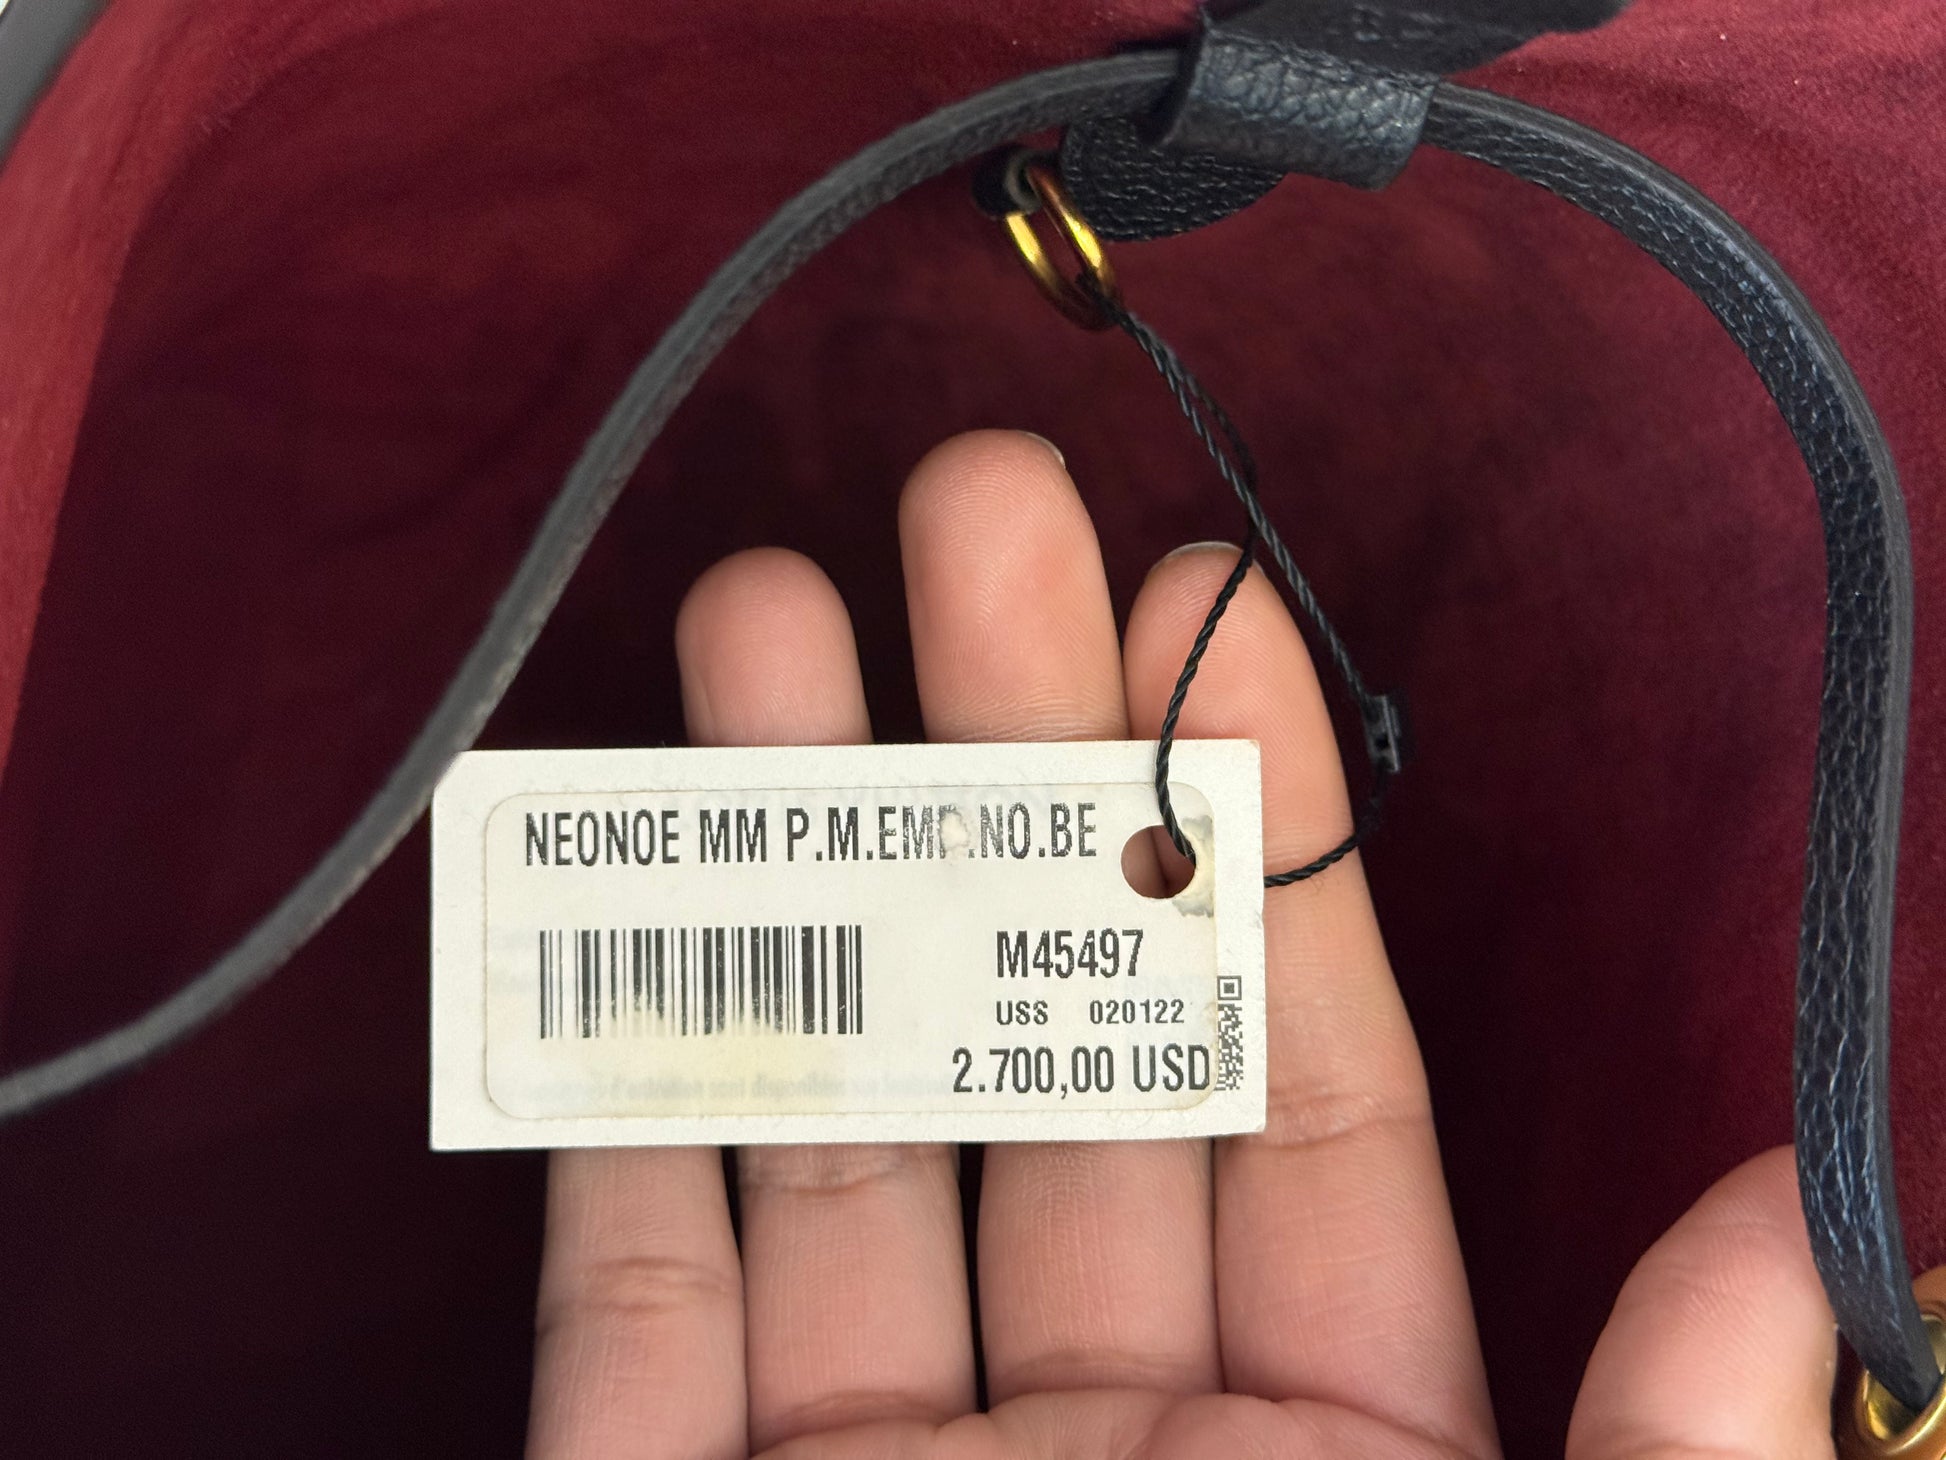 NEONOE MM P.M.EMP.NO.BE
M45497
USS 020122
2.700,00 USD